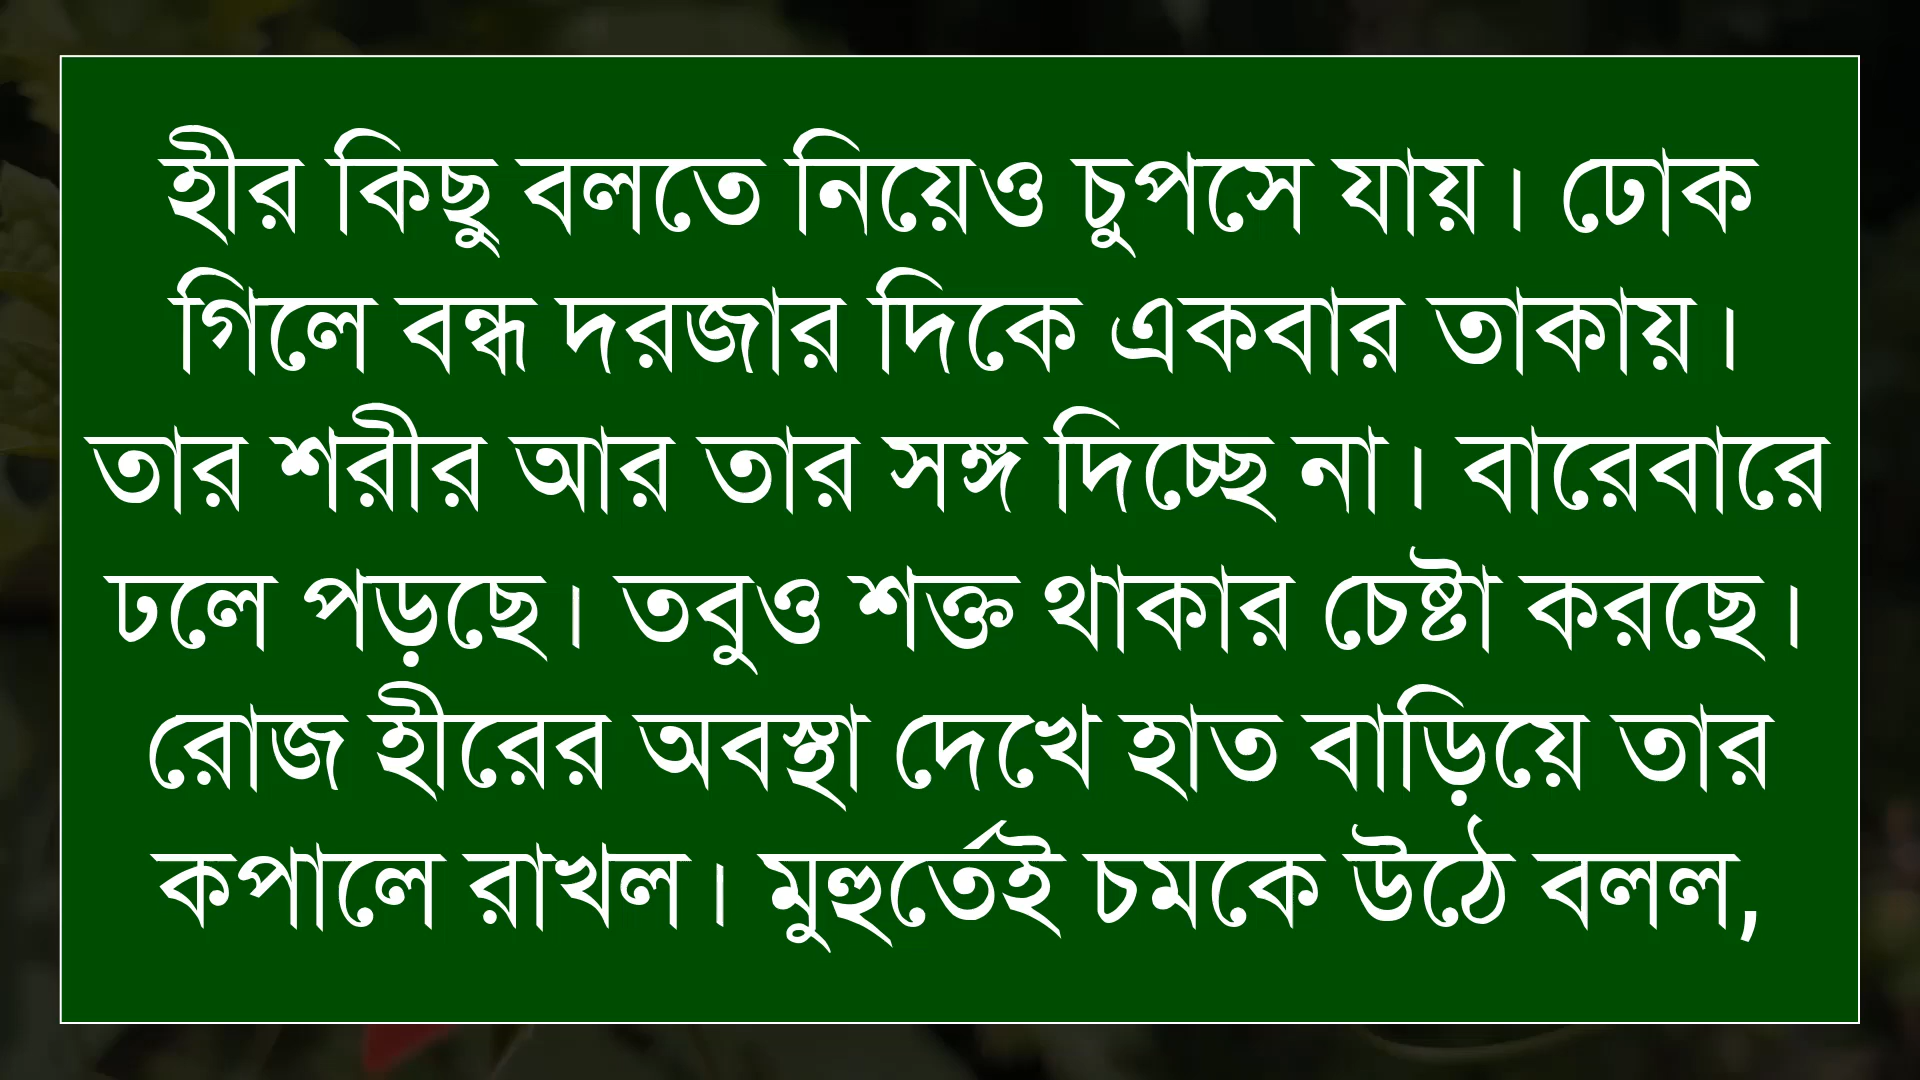 হীর কিছু বলতে নিয়েও চুপসে যায়। ঢোক
গিলে বন্ধ দরজার দিকে একবার তাকায়।
তার শরীর আর তার সঙ্গ দিচ্ছে না। বারেবারে
ঢলে পড়ছে। তবুও শক্ত থাকার চেষ্টা করছে।
রোজ হীরের অবস্থা দেখে হাত বাড়িয়ে তার
কপালে রাখল। মুহুর্তেই চমকে উঠে বলল,